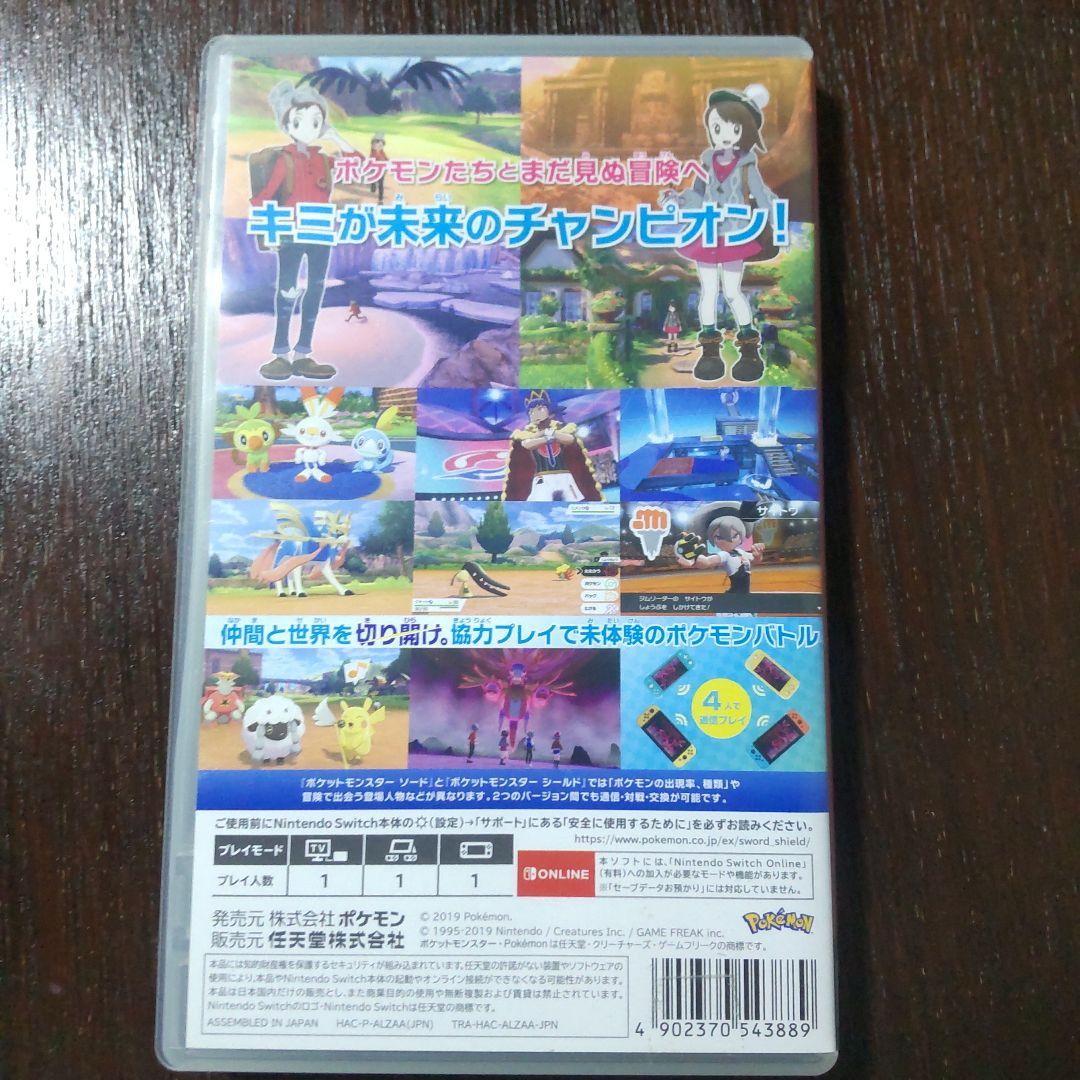 ポケモンたちとまだ見ぬ冒険へ
キミが未来のチャンピオン!
サイトウ
ジムリーダーの サイトウが
しょうぶを しかけてきた!
仲間と世界を切り開け。協力プレイで未体験のポケモンバトル
4人で
通信プレイ
『ポケットモンスター ソード』と『ポケットモンスター シールド』では「ポケモンの出現率、種類」や
冒険で出会う登場人物などが異なります。2つのバージョン間でも通信・対戦・交換が可能です。
ご使用前にNintendo Switch本体の(設定)→「サポート」にある「安全に使用するために」を必ずお読みください。
https://www.pokemon.co.jp/ex/sword_shield/
プレイモード TV
プレイ人数 1 1 1
ONLINE
本ソフトには、「Nintendo Switch Online」
(有料)への加入が必要なモードや機能があります。
※「セーブデータお預かり」には対応していません。
発売元 株式会社ポケモン
販売元 任天堂株式会社
© 2019 Pokémon.
© 1995-2019 Nintendo / Creatures Inc. / GAME FREAK inc.
ポケットモンスター・Pokémonは任天堂・クリーチャーズ・ゲームフリークの商標です。
POKéMON
本品には知的財産権を保護するセキュリティが組み込まれています。任天堂の許諾がない装置やソフトウェアの
使用により、本品やNintendo Switch本体の起動やオンライン接続ができなくなる可能性があります。
本品は日本国内だけの販売とし、また商業目的の使用や無断複製および賃貸は禁止されています。
Nintendo Switchのロゴ・Nintendo Switchは任天堂の商標です。
ASSEMBLED IN JAPAN HAC-P-ALZAA(JPN) TRA-HAC-ALZAA-JPN
4 902370 543889